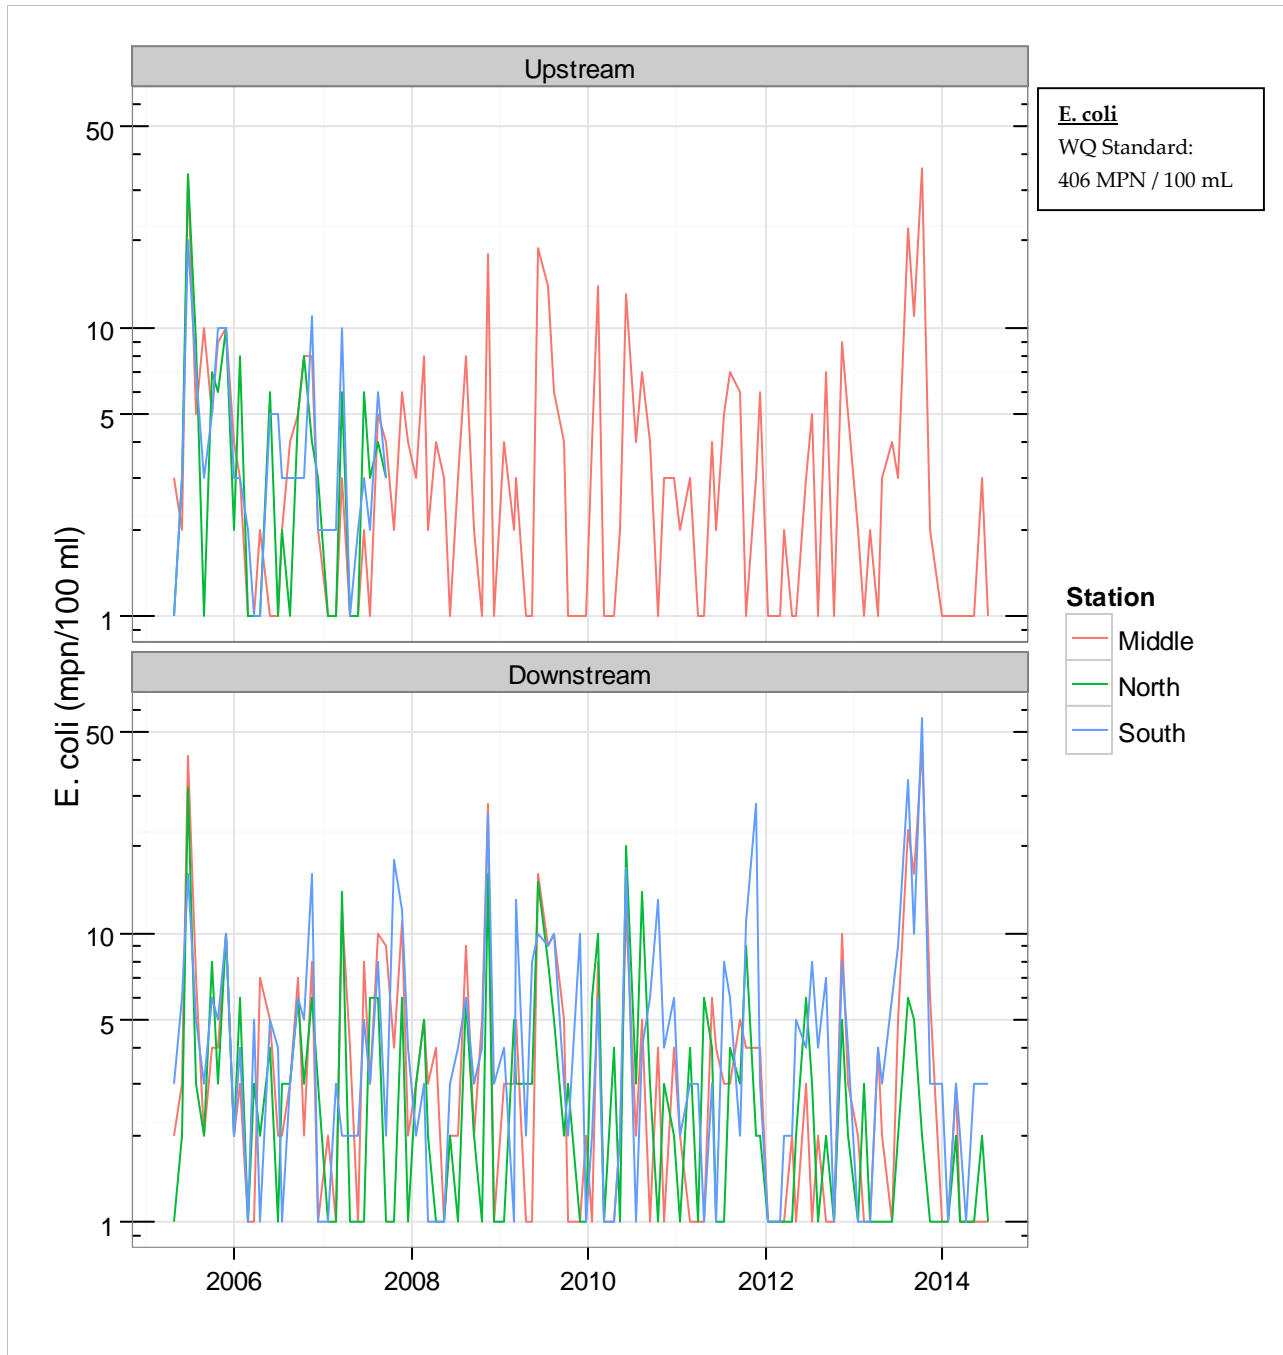 Upstream
E. coli
WQ Standard:
406 MPN / 100 mL
50
10
5
1
E. coli (mpn/100 ml)
Station
Middle
North
South
Downstream
50
10
5
1
2006
2008
2010
2012
2014